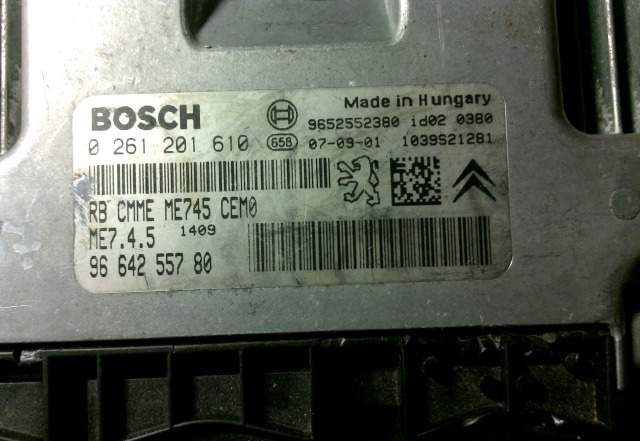 Made in Hungary
BOSCH 9652552380 id02 0380
0 261 201 610 658 07-09-01 1039S21281
RB CMME ME745 CEM0
ME7.4.5 1409
96 642 557 80